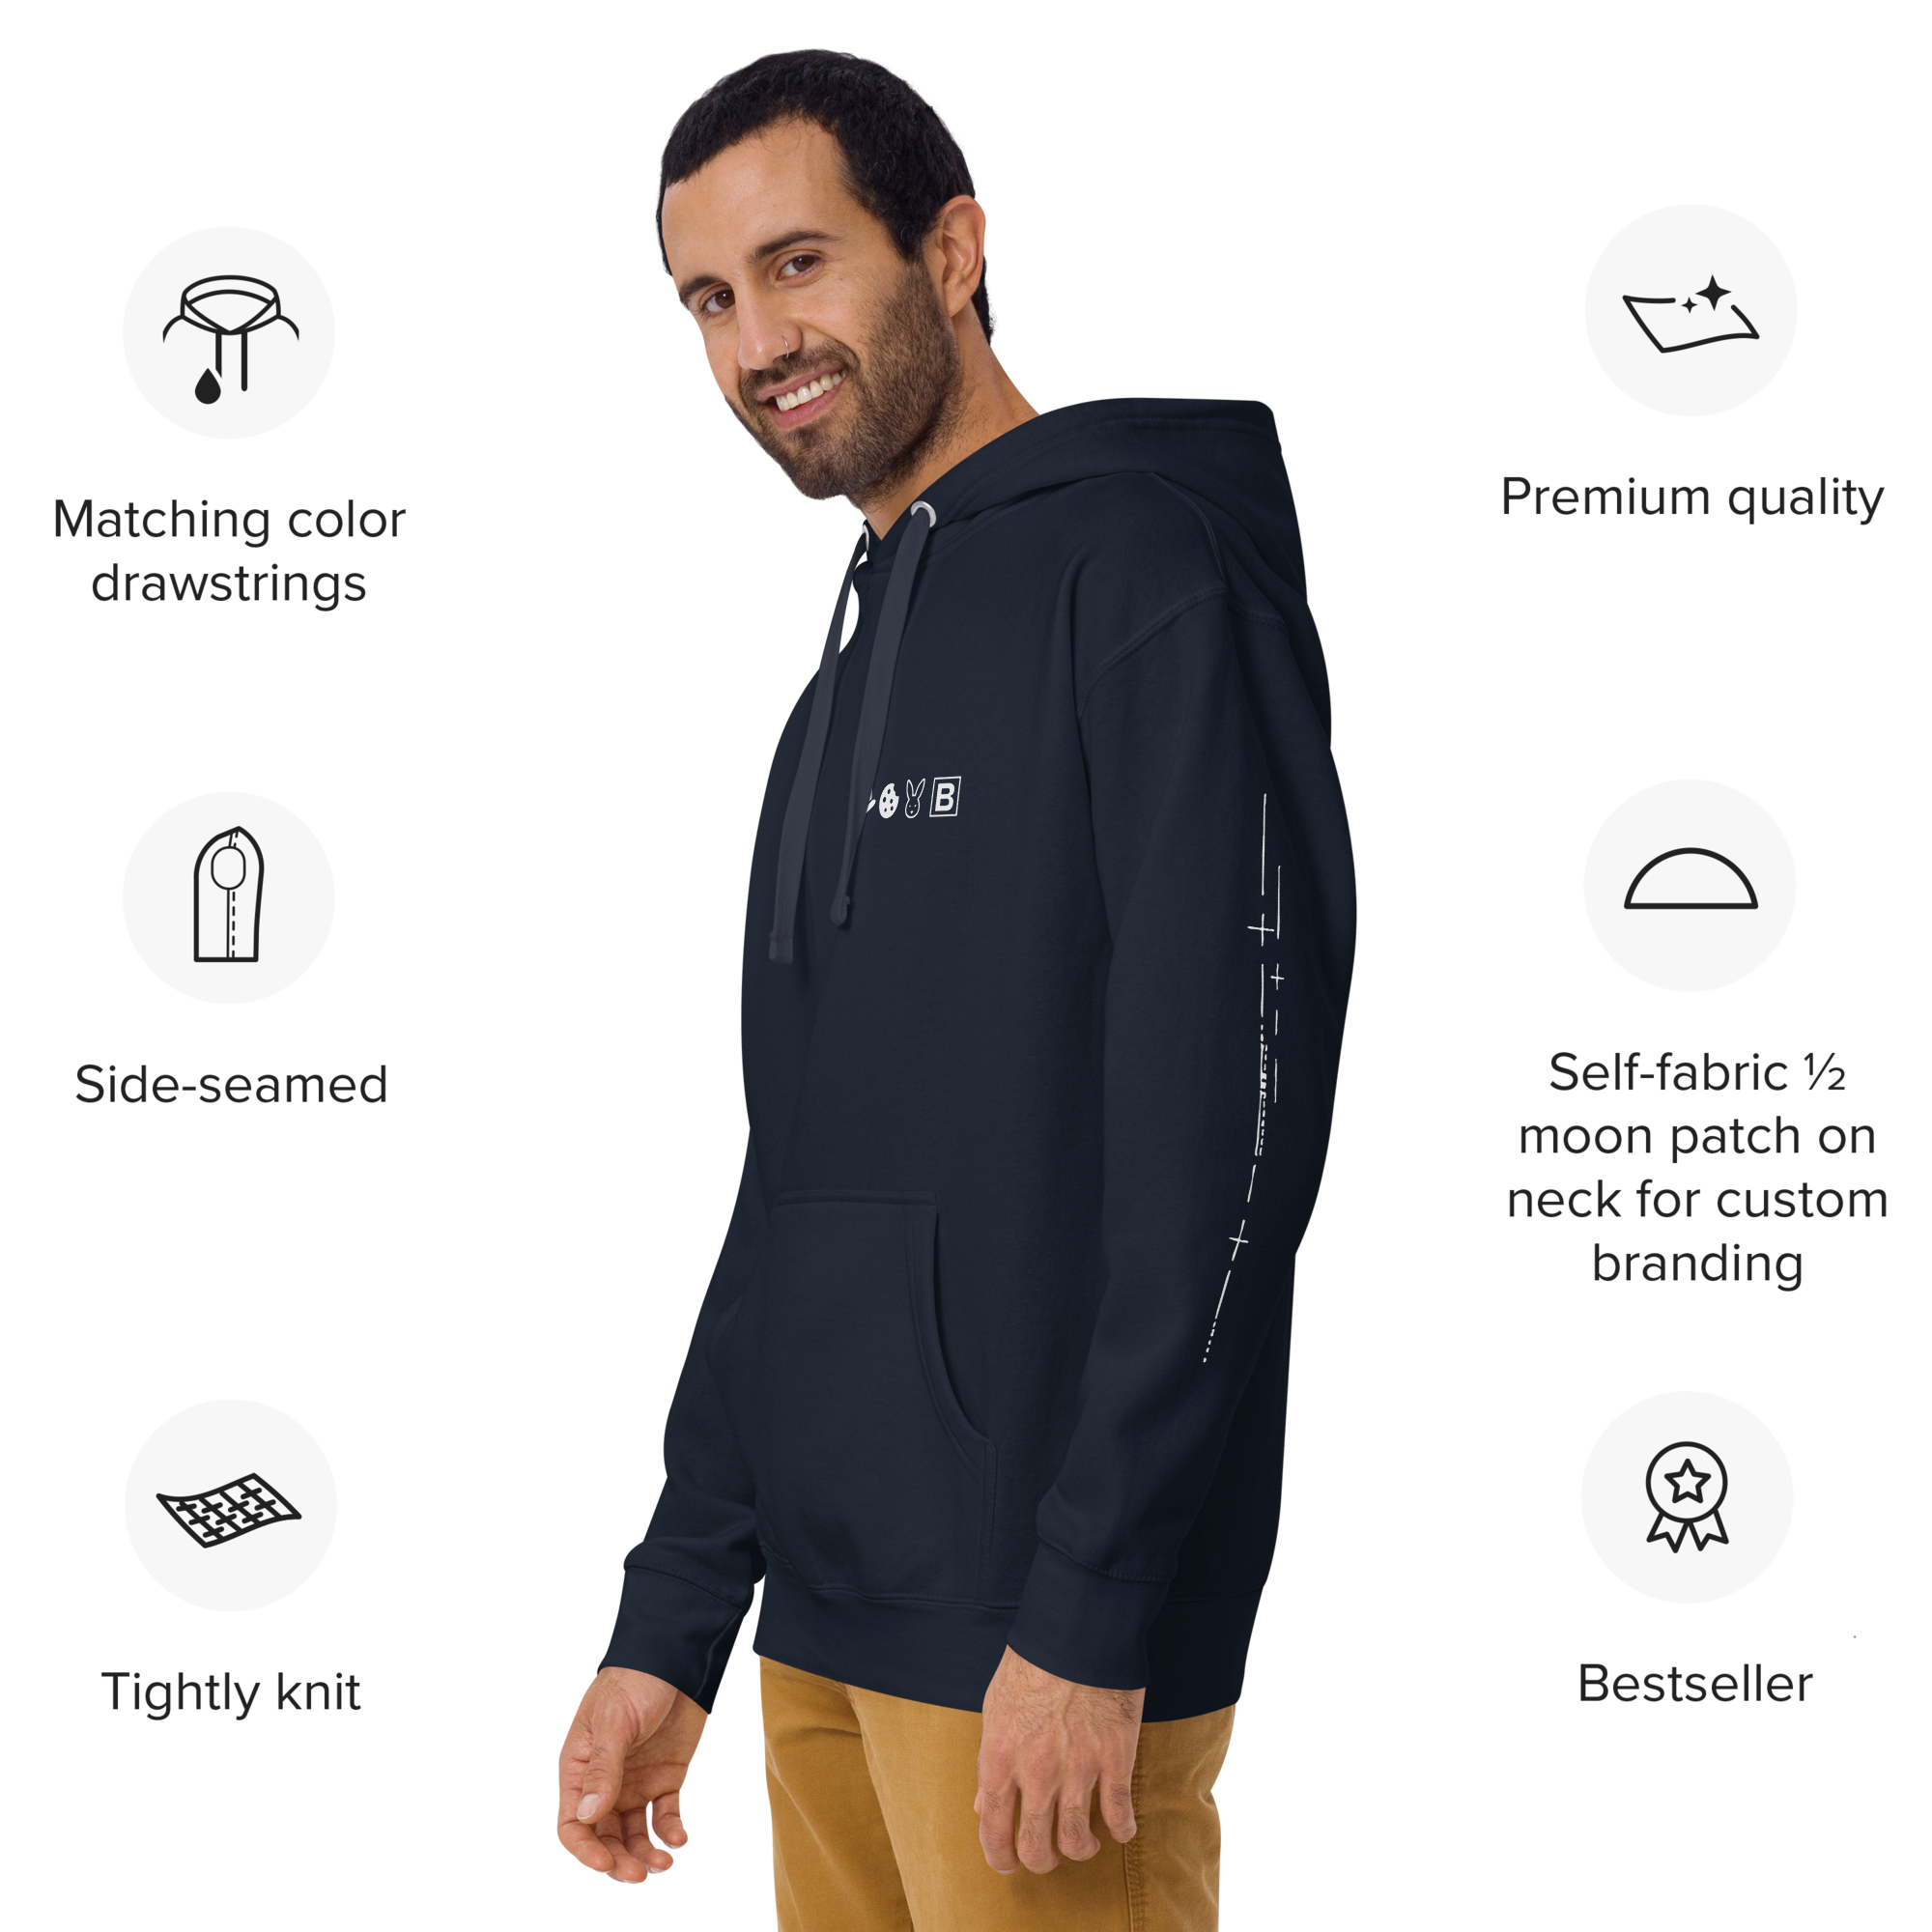 Matching color
drawstrings
Premium quality
B
Side-seamed
Self-fabric ½
moon patch on
neck for custom
branding
Tightly knit
Bestseller